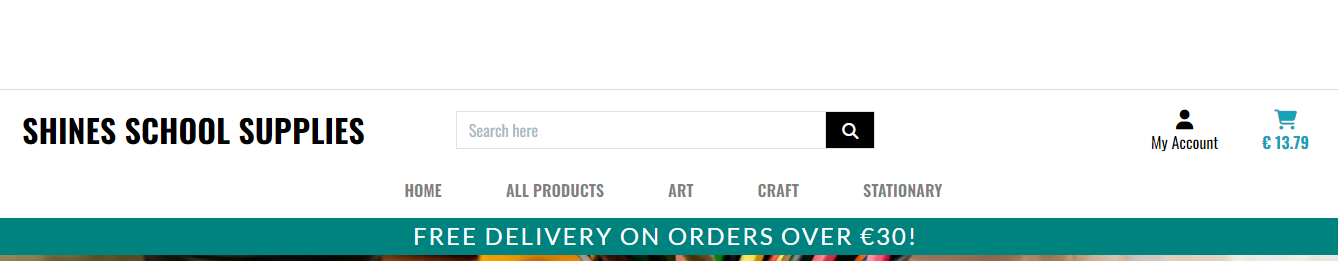 SHINES SCHOOL SUPPLIES
Search here
My Account
€ 13.79
HOME ALL PRODUCTS ART CRAFT STATIONARY
FREE DELIVERY ON ORDERS OVER €30!